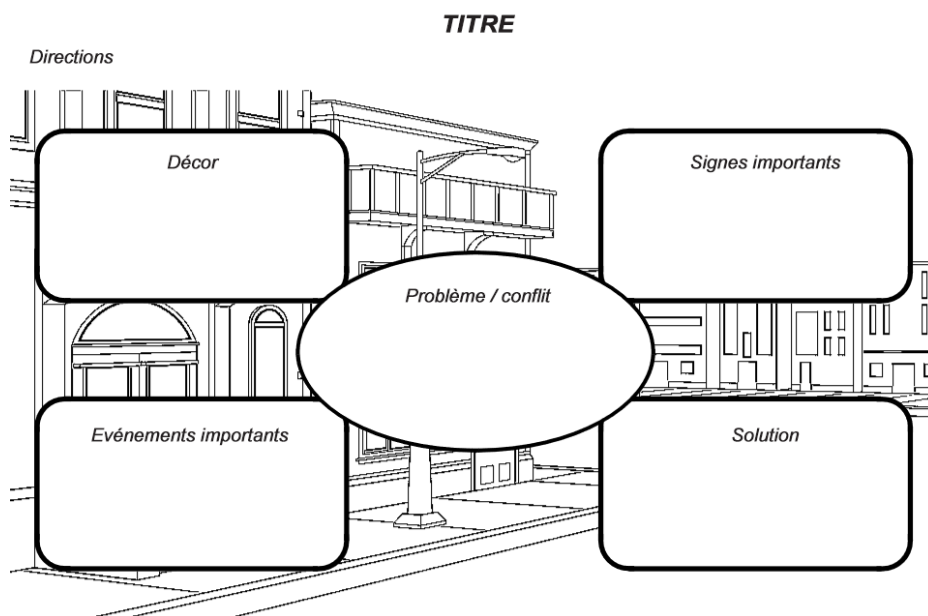 TITRE
Directions
Décor
Signes importants
Problème / conflit
Evénements importants
Solution